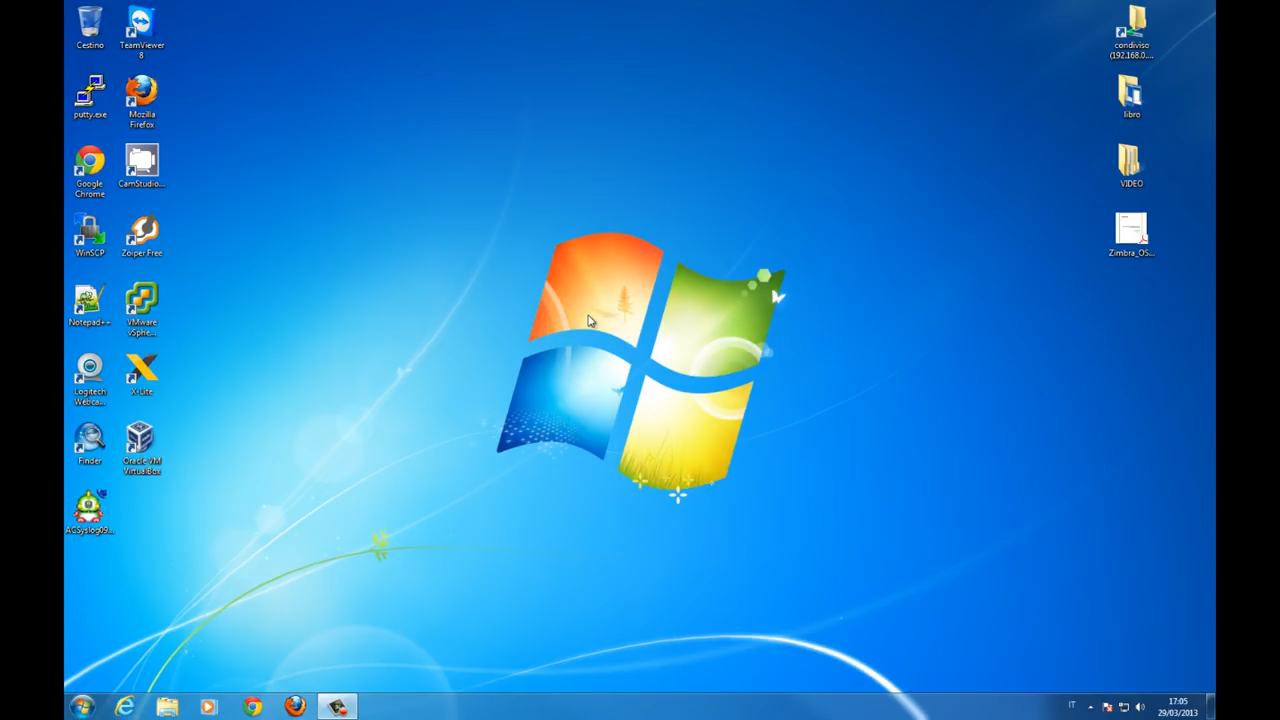 Cestino
TeamViewer
8
putty.exe
Mozilla
Firefox
Google
Chrome
CamStudio...
WinSCP
Zoiper Free
Notepad++
VMware
vSphe...
Logitech
Webca...
X-Lite
Finder
Oracle VM
VirtualBox
ACSyslog09...
condiviso
(192.168.0....
libro
VIDEO
Zimbra_OS...
IT
17:05
29/03/2013